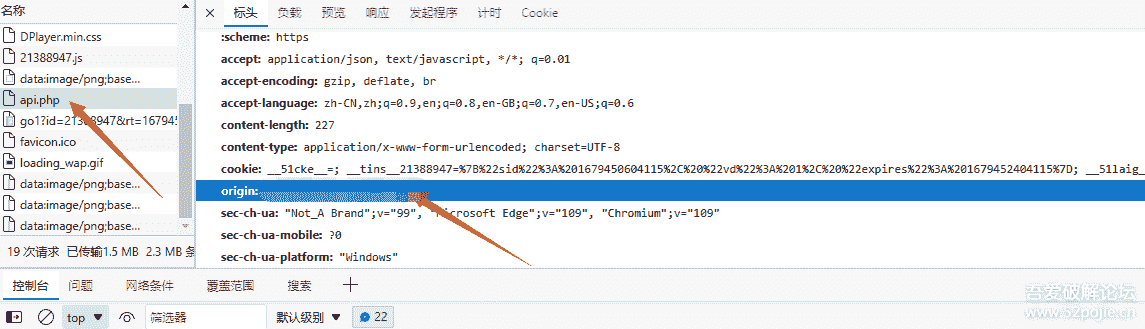 名称
DPlayer.min.css
21388947.js
data:image/png;base...
api.php
go1?id=21388947&rt=167945
favicon.ico
loading_wap.gif
data:image/png;base...
data:image/png;base...
data:image/png;base...
19 次请求 已传输1.5 MB 2.3 MB 条
标头 负载 预览 响应 发起程序 计时 Cookie
:scheme: https
accept: application/json, text/javascript, */*; q=0.01
accept-encoding: gzip, deflate, br
accept-language: zh-CN,zh;q=0.9,en;q=0.8,en-GB;q=0.7,en-US;q=0.6
content-length: 227
content-type: application/x-www-form-urlencoded; charset=UTF-8
cookie: __51cke__=; __tins__21388947=%7B%22sid%22%3A%201679450604115%2C%20%22vd%22%3A%201%2C%20%22expires%22%3A%201679452404115%7D; __51laig__
origin:
sec-ch-ua: "Not_A Brand";v="99", "Microsoft Edge";v="109", "Chromium";v="109"
sec-ch-ua-mobile: ?0
sec-ch-ua-platform: "Windows"
控制台 问题 网络条件 覆盖范围 搜索
top 筛选器 默认级别 22
吾爱破解论坛
www.52pojie.cn